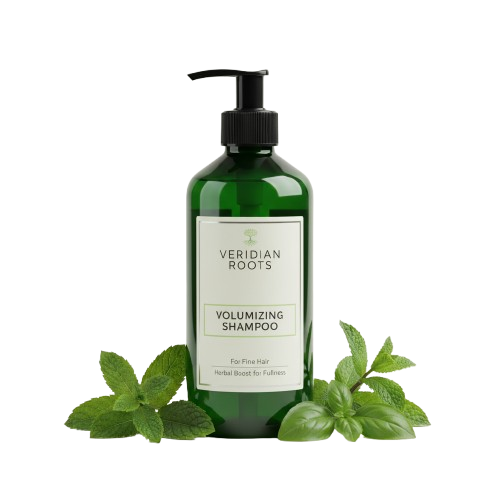 VERIDIAN
ROOTS
VOLUMIZING
SHAMPOO
For Fine Hair
Herbal Boost for Fullness